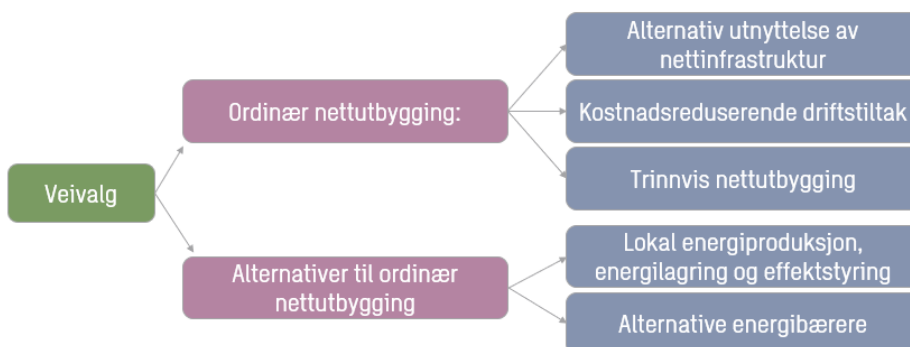 Veivalg
Ordinær nettutbygging:
Alternativ utnyttelse av
nettinfrastruktur
Kostnadsreduserende driftstiltak
Trinnvis nettutbygging
Alternativer til ordinær
nettutbygging
Lokal energiproduksjon,
energilagring og effektstyring
Alternative energibærere